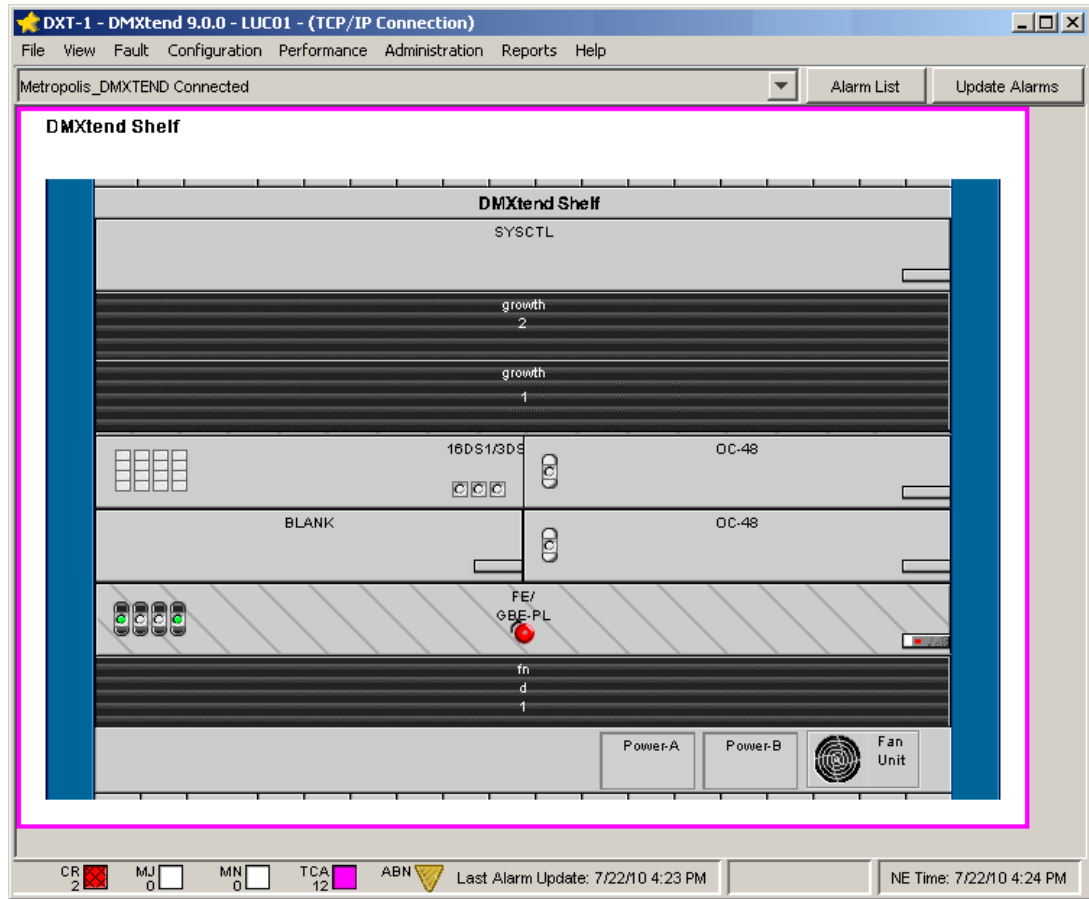 DXT-1 - DMXtend 9.0.0 - LUC01 - (TCP/IP Connection)
File View Fault Configuration Performance Administration Reports Help
Metropolis_DMXTEND Connected Alarm List Update Alarms
DMXtend Shelf
DMXtend Shelf
SYSCTL
growth
2
growth
1
16DS1/3DS OC-48
BLANK OC-48
FE/
GBE-PL
fn
d
1
Power-A Power-B Fan
Unit
CR MJ MN TCA ABN Last Alarm Update: 7/22/10 4:23 PM NE Time: 7/22/10 4:24 PM
2 0 0 12